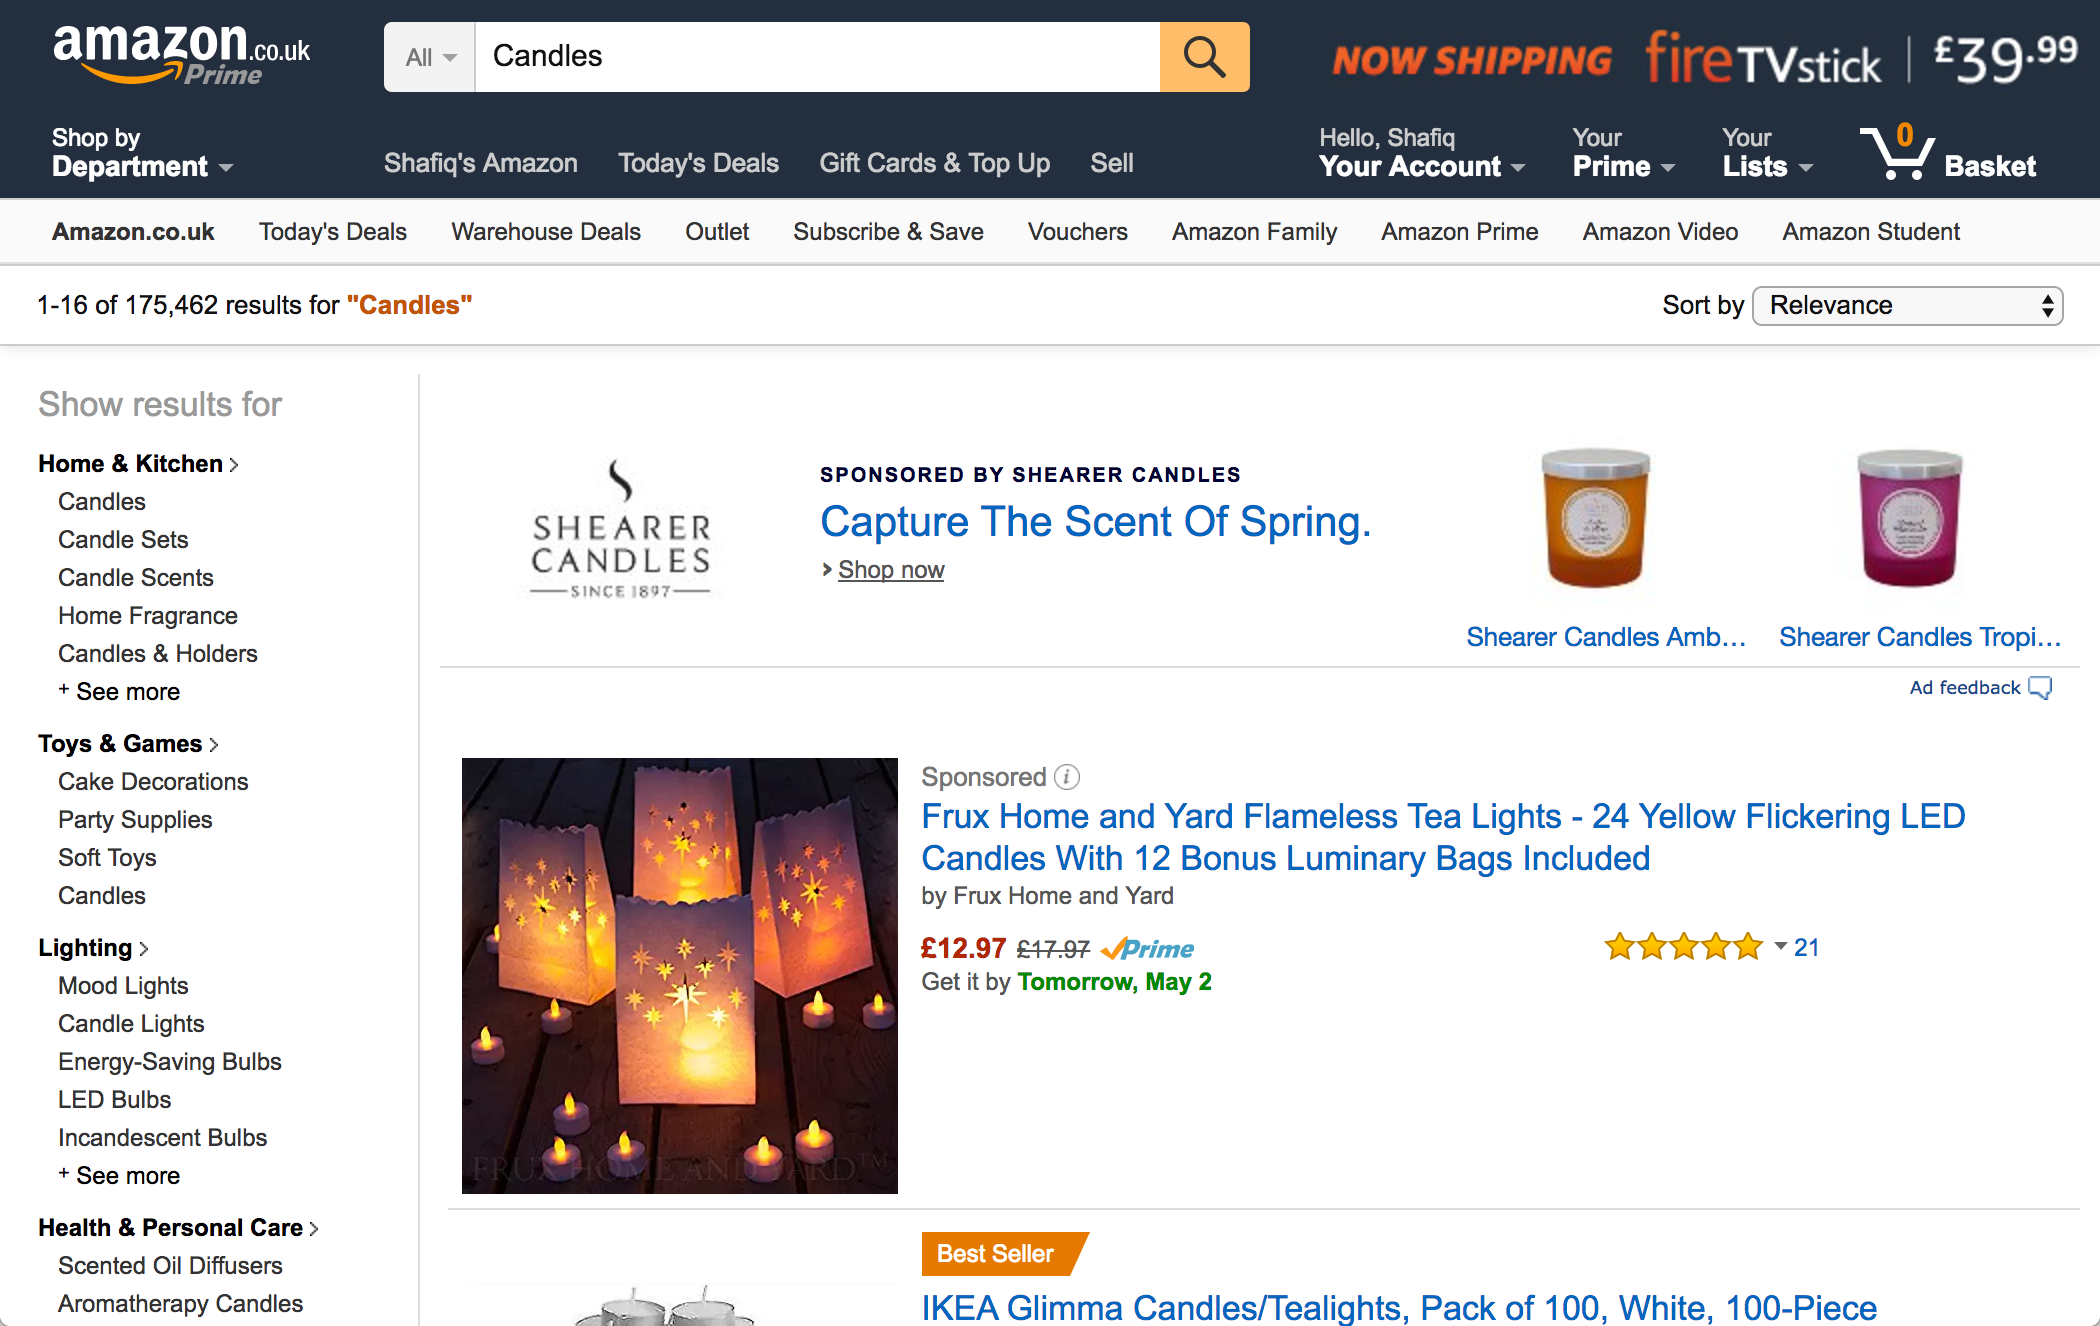 amazon.co.uk
Prime
All
Candles
NOW SHIPPING fireTVstick | £39.99
Shop by
Department
Shafiq's Amazon Today's Deals Gift Cards & Top Up Sell
Hello, Shafiq
Your Account
Your
Prime
Your
Lists
0
Basket
Amazon.co.uk Today's Deals Warehouse Deals Outlet Subscribe & Save Vouchers Amazon Family Amazon Prime Amazon Video Amazon Student
1-16 of 175,462 results for "Candles"
Sort by Relevance
Show results for
Home & Kitchen
Candles
Candle Sets
Candle Scents
Home Fragrance
Candles & Holders
+ See more
Toys & Games
Cake Decorations
Party Supplies
Soft Toys
Candles
Lighting
Mood Lights
Candle Lights
Energy-Saving Bulbs
LED Bulbs
Incandescent Bulbs
+ See more
Health & Personal Care
Scented Oil Diffusers
Aromatherapy Candles
SHEARER
CANDLES
SINCE 1897
SPONSORED BY SHEARER CANDLES
Capture The Scent Of Spring.
Shop now
Shearer Candles Amb...
Shearer Candles Tropi...
Ad feedback
FRUX HOME AND YARD™
Sponsored
Frux Home and Yard Flameless Tea Lights - 24 Yellow Flickering LED
Candles With 12 Bonus Luminary Bags Included
by Frux Home and Yard
£12.97 £17.97 Prime
Get it by Tomorrow, May 2
21
Best Seller
IKEA Glimma Candles/Tealights, Pack of 100, White, 100-Piece